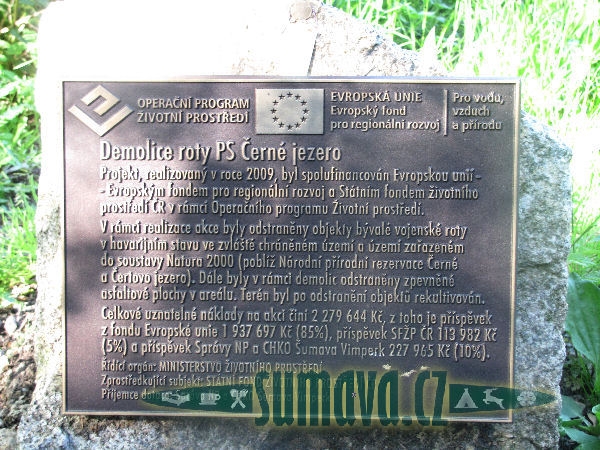 OPERAČNÍ PROGRAM
ŽIVOTNÍ PROSTŘEDÍ
EVROPSKÁ UNIE
Evropský fond
pro regionální rozvoj
Pro vodu,
vzduch
a přírodu
Demolice roty PS Černé jezero
Projekt, realizovaný v roce 2009, byl spolufinancován Evropskou unií –
- Evropským fondem pro regionální rozvoj a Státním fondem životního
prostředí ČR v rámci Operačního programu Životní prostředí.
V rámci realizace akce byly odstraněny objekty bývalé vojenské roty
v havarijním stavu ve zvláště chráněném území a území zařazeném
do soustavy Natura 2000 (poblíž Národní přírodní rezervace Černé
a Čertovo jezero). Dále byly v rámci demolic odstraněny zpevněné
asfaltové plochy v areálu. Terén byl po odstranění objektů rekultivován.
Celkové uznatelné náklady na akci činí 2 279 644 Kč, z toho je příspěvek
z fondu Evropské unie 1 937 697 Kč (85%), příspěvek SFŽP ČR 113 982 Kč
(5%) a příspěvek Správy NP a CHKO Šumava Vimperk 227 965 Kč (10%).
Řídící orgán: MINISTERSTVO ŽIVOTNÍHO PROSTŘEDÍ
Zprostředkující subjekt: STÁTNÍ FOND ŽIVOTNÍHO
Příjemce Šumava Vimperk
šumava.cz